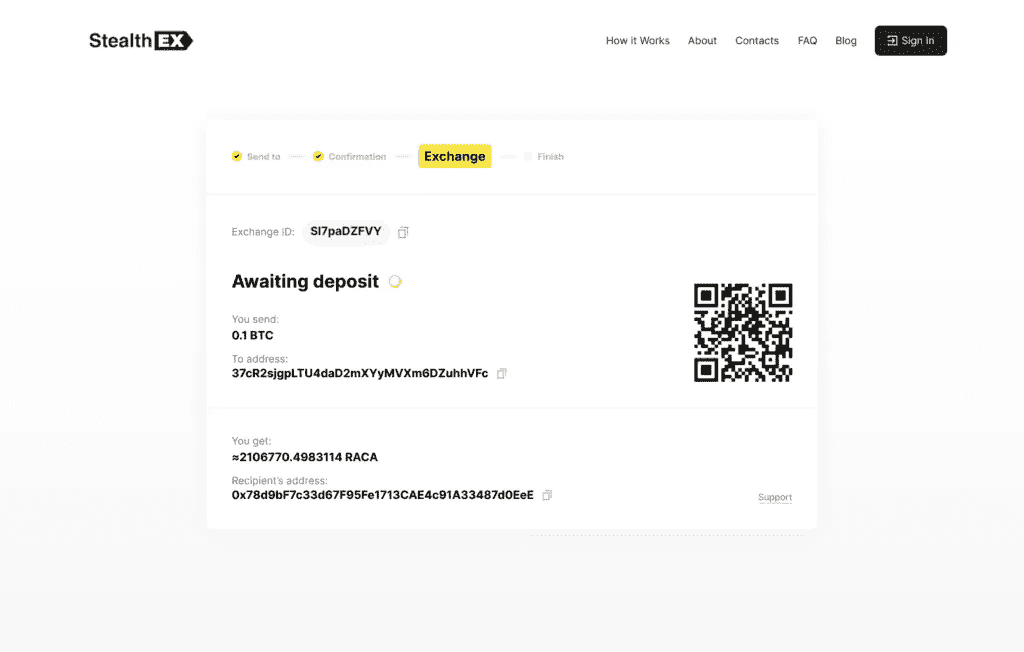 StealthEX
How it Works
About
Contacts
FAQ
Blog
Sign In
Send to
Confirmation
Exchange
Finish
Exchange ID:
SI7paDZFVY
Awaiting deposit
You send:
0.1 BTC
To address:
37cR2sjgpLTU4daD2mXYyMVXm6DZuhhVFc
You get:
≈2106770.4983114 RACA
Recipient's address:
0x78d9bF7c33d67F95Fe1713CAE4c91A33487d0EeE
Support